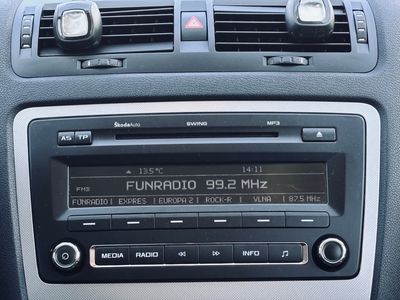 ŠkodaAuto SWING MP3
AS TP
13.5°C 14:11
FM3 FUNRADIO 99.2 MHz
FUNRADIO | EXPRES | EUROPA 2 | ROCK-R | VLNA | 87.5 MHz
MEDIA RADIO INFO